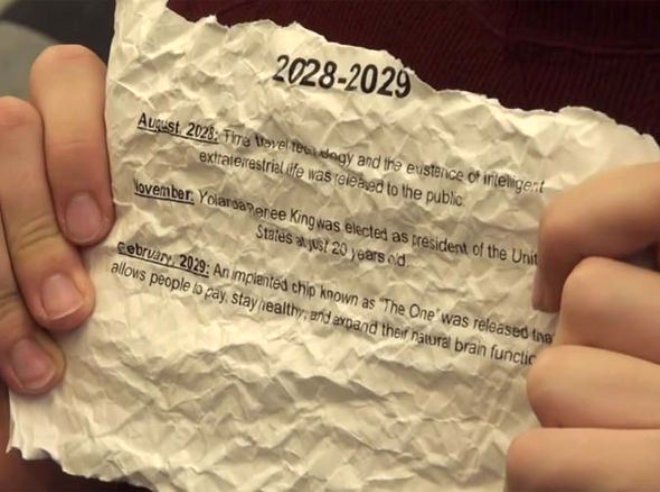 2028-2029
August, 2028: Time travel technology and the existence of intelligent
extraterrestrial life was released to the public.
November: King was elected as president of the Unit
States at just 20 years old.
February, 2029: An implanted chip known as "The One" was released tha
allows people to pay, stay healthy, and expand their natural brain functio